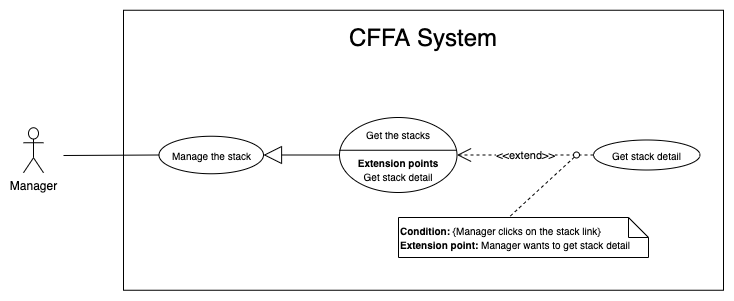 CFFA System
Manager
Manage the stack
Get the stacks
Extension points
Get stack detail
<<extend>>
Get stack detail
Condition: {Manager clicks on the stack link}
Extension point: Manager wants to get stack detail